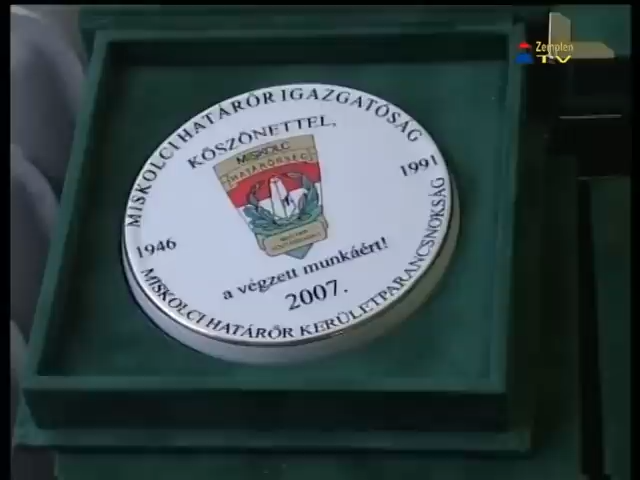 Zemplén
TV
MISKOLCI HATÁRŐR IGAZGATÓSÁG
KÖSZÖNETTEL,
MISKOLC
HATÁRŐRSÉG
1946
1991
a végzett munkáért!
2007.
MISKOLCI HATÁRŐR KERÜLETPARANCSNOKSÁG